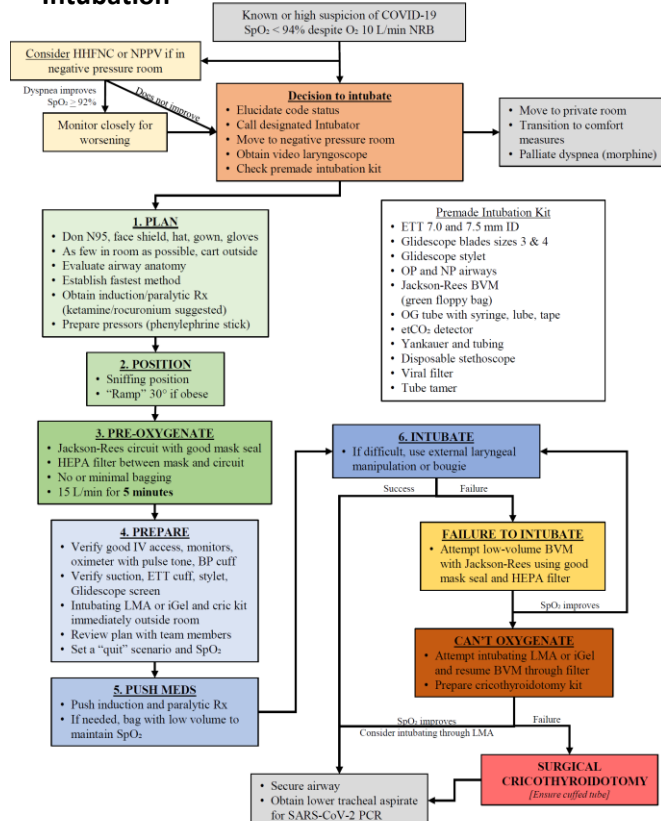 Intubation
Known or high suspicion of COVID-19
SpO₂ < 94% despite O₂ 10 L/min NRB
Consider HHFNC or NPPV if in
negative pressure room
Dyspnea improves
SpO₂ ≥ 92%
Does not improve
Monitor closely for
worsening
Decision to intubate
• Elucidate code status
• Call designated Intubator
• Move to negative pressure room
• Obtain video laryngoscope
• Check premade intubation kit
• Move to private room
• Transition to comfort
measures
• Palliate dyspnea (morphine)
1. PLAN
• Don N95, face shield, hat, gown, gloves
• As few in room as possible, cart outside
• Evaluate airway anatomy
• Establish fastest method
• Obtain induction/paralytic Rx
(ketamine/rocuronium suggested)
• Prepare pressors (phenylephrine stick)
Premade Intubation Kit
• ETT 7.0 and 7.5 mm ID
• Glidescope blades sizes 3 & 4
• Glidescope stylet
• OP and NP airways
• Jackson-Rees BVM
(green floppy bag)
• OG tube with syringe, lube, tape
• etCO₂ detector
• Yankauer and tubing
• Disposable stethoscope
• Viral filter
• Tube tamer
2. POSITION
• Sniffing position
• “Ramp” 30° if obese
3. PRE-OXYGENATE
• Jackson-Rees circuit with good mask seal
• HEPA filter between mask and circuit
• No or minimal bagging
• 15 L/min for 5 minutes
4. PREPARE
• Verify good IV access, monitors,
oximeter with pulse tone, BP cuff
• Verify suction, ETT cuff, stylet,
Glidescope screen
• Intubating LMA or iGel and cric kit
immediately outside room
• Review plan with team members
• Set a “quit” scenario and SpO₂
5. PUSH MEDS
• Push induction and paralytic Rx
• If needed, bag with low volume to
maintain SpO₂
6. INTUBATE
• If difficult, use external laryngeal
manipulation or bougie
Success
Failure
FAILURE TO INTUBATE
• Attempt low-volume BVM
with Jackson-Rees using good
mask seal and HEPA filter
SpO₂ improves
CAN'T OXYGENATE
• Attempt intubating LMA or iGel
and resume BVM through filter
• Prepare cricothyroidotomy kit
SpO₂ improves
Consider intubating through LMA
Failure
SURGICAL
CRICOTHYROIDOTOMY
[Ensure cuffed tube]
• Secure airway
• Obtain lower tracheal aspirate
for SARS-CoV-2 PCR